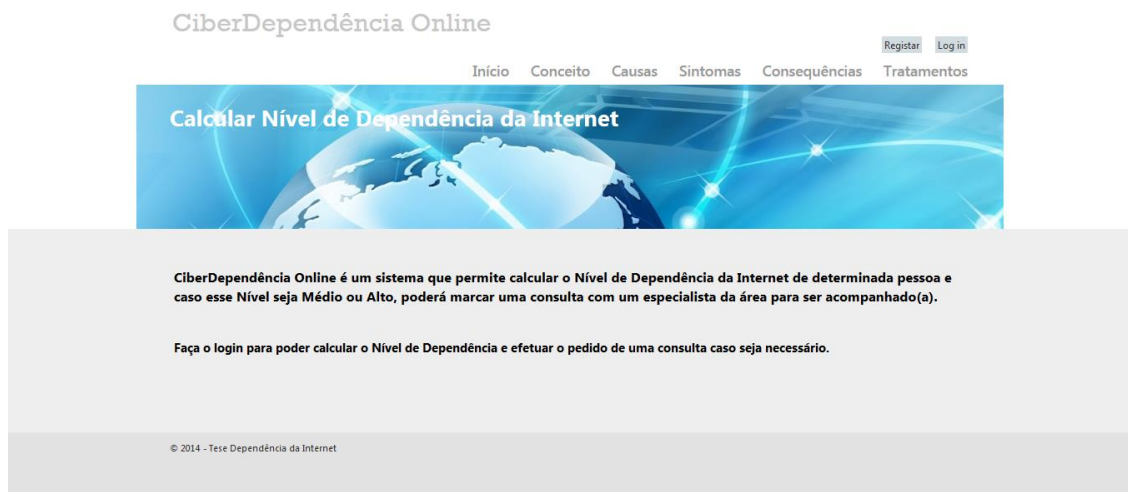 CiberDependência Online
Registar Log in
Início Conceito Causas Sintomas Consequências Tratamentos
Calcular Nível de Dependência da Internet
CiberDependência Online é um sistema que permite calcular o Nível de Dependência da Internet de determinada pessoa e
caso esse Nível seja Médio ou Alto, poderá marcar uma consulta com um especialista da área para ser acompanhado(a).
Faça o login para poder calcular o Nível de Dependência e efetuar o pedido de uma consulta caso seja necessário.
© 2014 - Tese Dependência da Internet